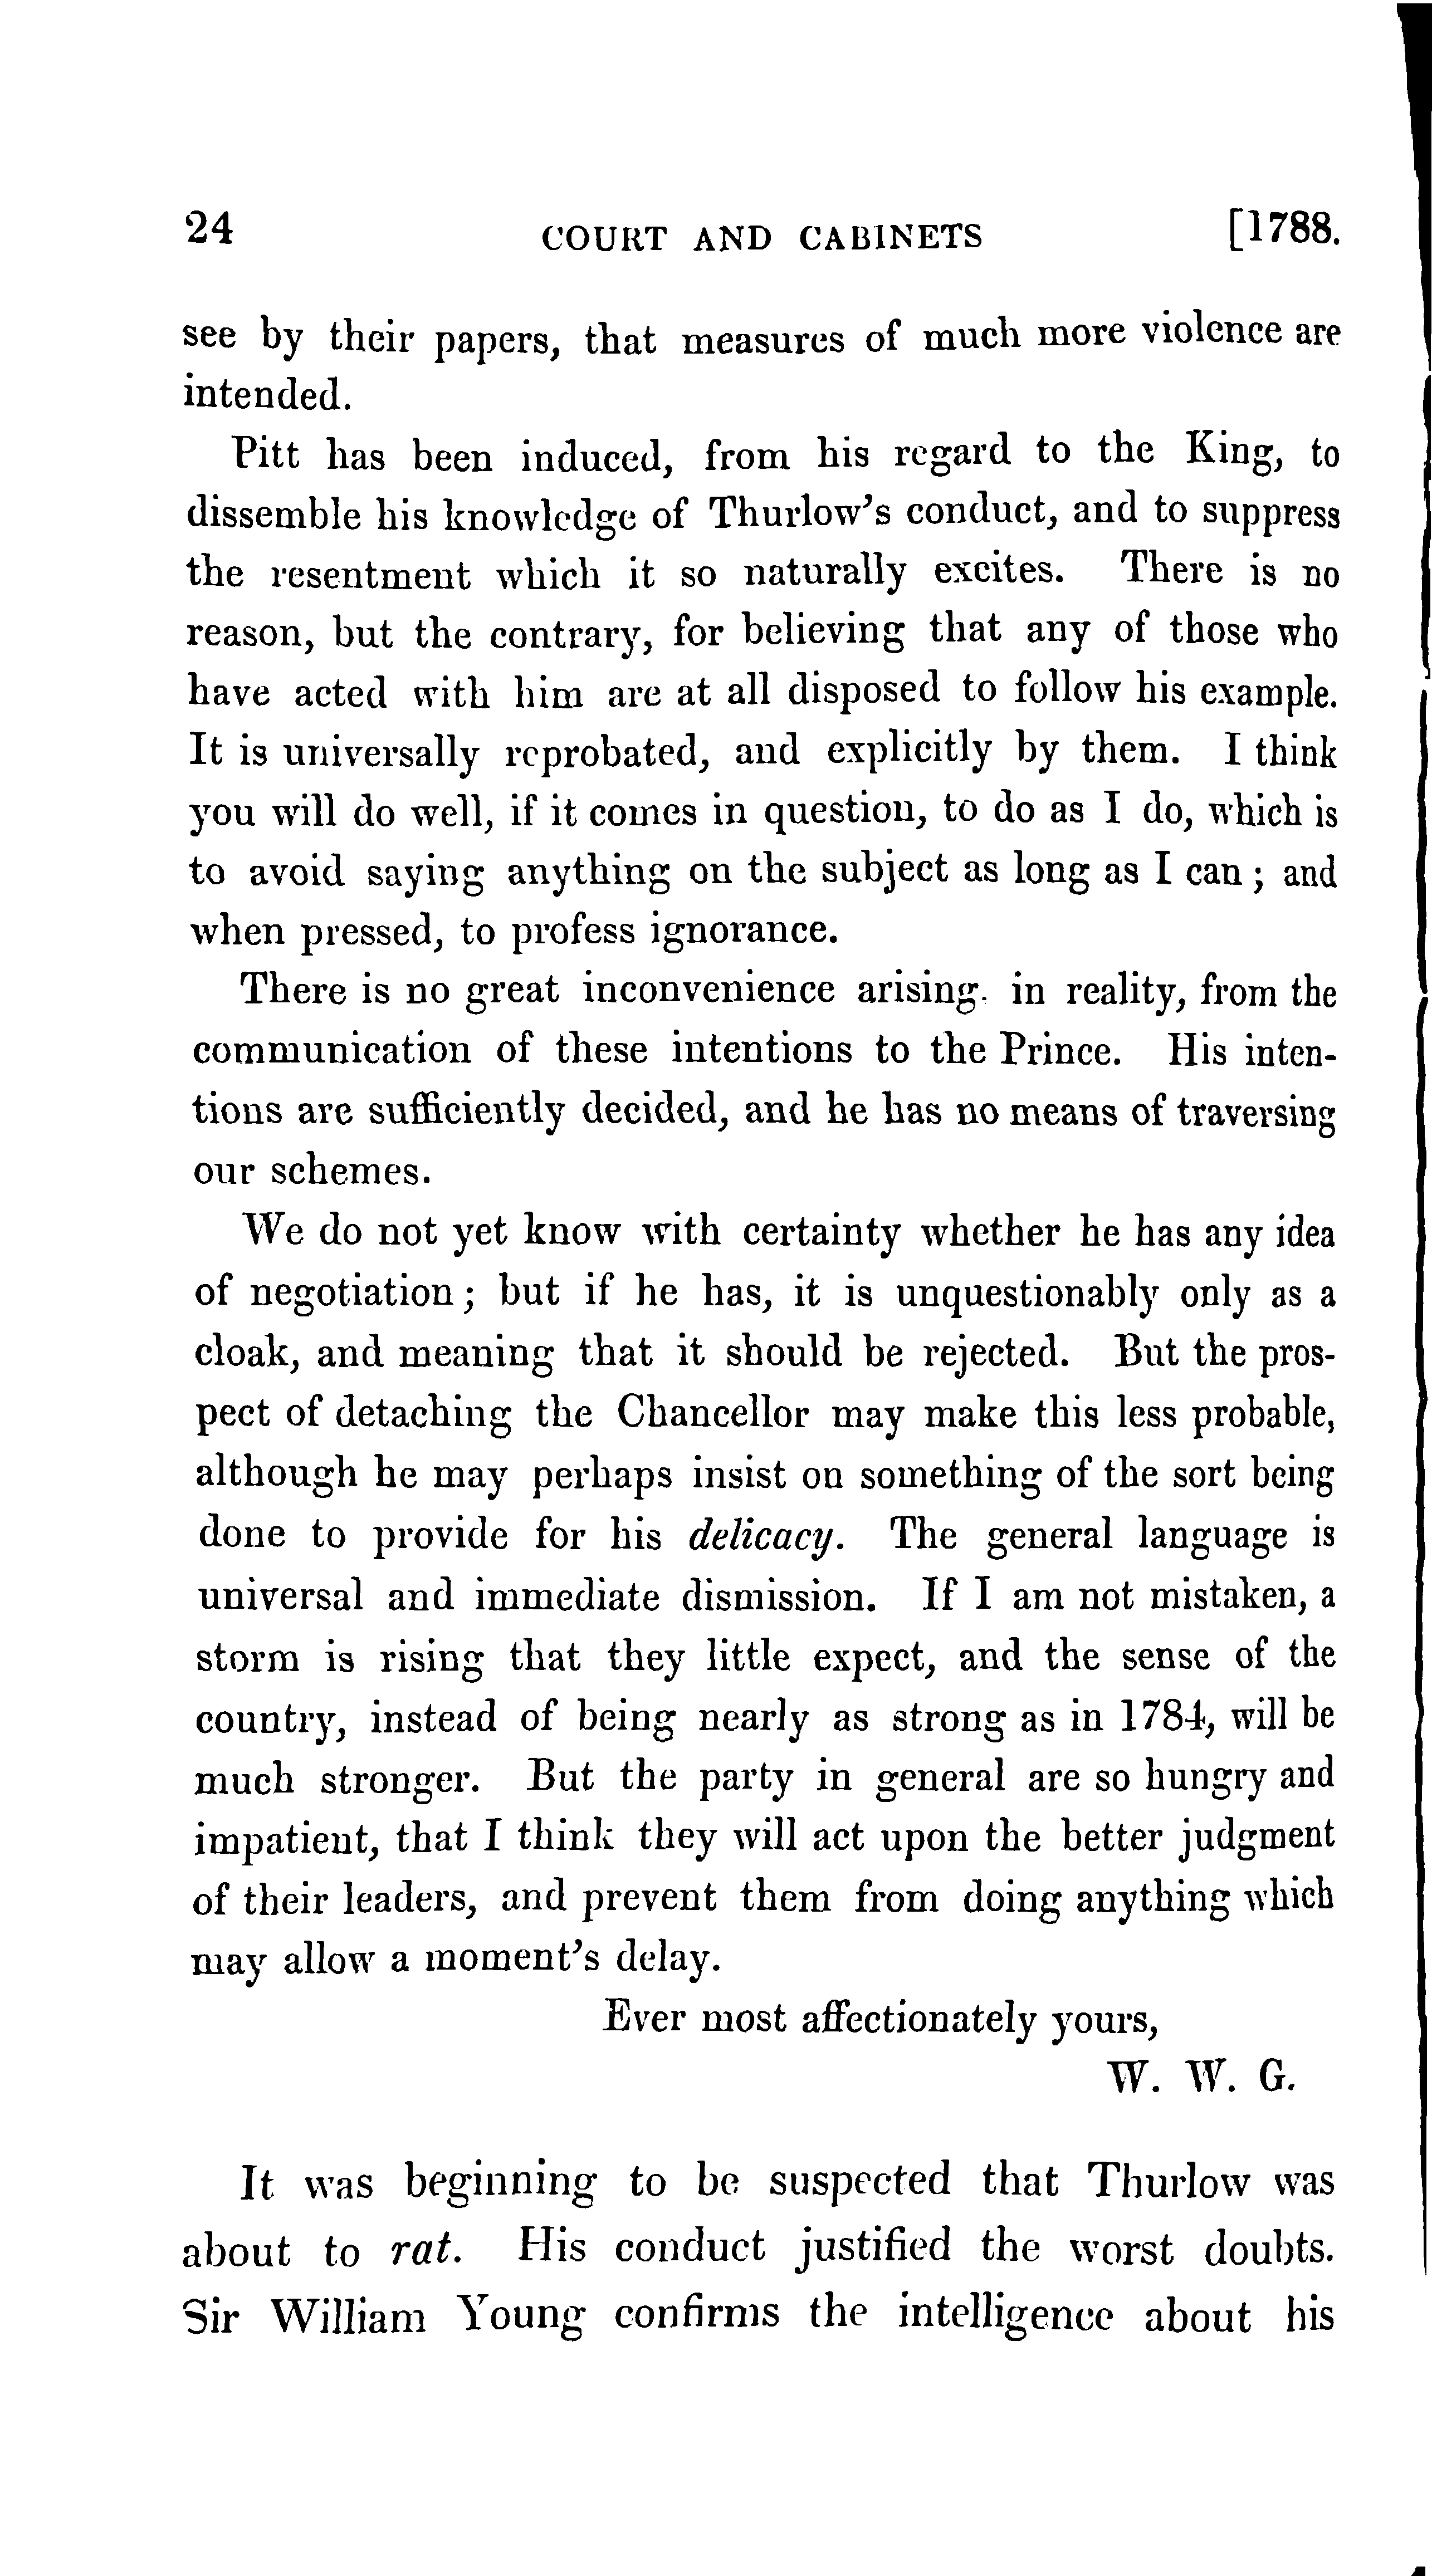 24 COURT AND CABINETS [1788.
see by their papers, that measures of much more violence are
intended.
Pitt has been induced, from his regard to the King, to
dissemble his knowledge of Thurlow's conduct, and to suppress
the resentment which it so naturally excites. There is no
reason, but the contrary, for believing that any of those who
have acted with him are at all disposed to follow his example.
It is universally reprobated, and explicitly by them. I think
you will do well, if it comes in question, to do as I do, which is
to avoid saying anything on the subject as long as I can; and
when pressed, to profess ignorance.
There is no great inconvenience arising. in reality, from the
communication of these intentions to the Prince. His inten-
tions are sufficiently decided, and he has no means of traversing
our schemes.
We do not yet know with certainty whether he has any idea
of negotiation; but if he has, it is unquestionably only as a
cloak, and meaning that it should be rejected. But the pros-
pect of detaching the Chancellor may make this less probable,
although he may perhaps insist on something of the sort being
done to provide for his delicacy. The general language is
universal and immediate dismission. If I am not mistaken, a
storm is rising that they little expect, and the sense of the
country, instead of being nearly as strong as in 1784, will be
much stronger. But the party in general are so hungry and
impatient, that I think they will act upon the better judgment
of their leaders, and prevent them from doing anything which
may allow a moment's delay.
Ever most affectionately yours,
W. W. G.
It was beginning to be suspected that Thurlow was
about to rat. His conduct justified the worst doubts.
Sir William Young confirms the intelligence about his